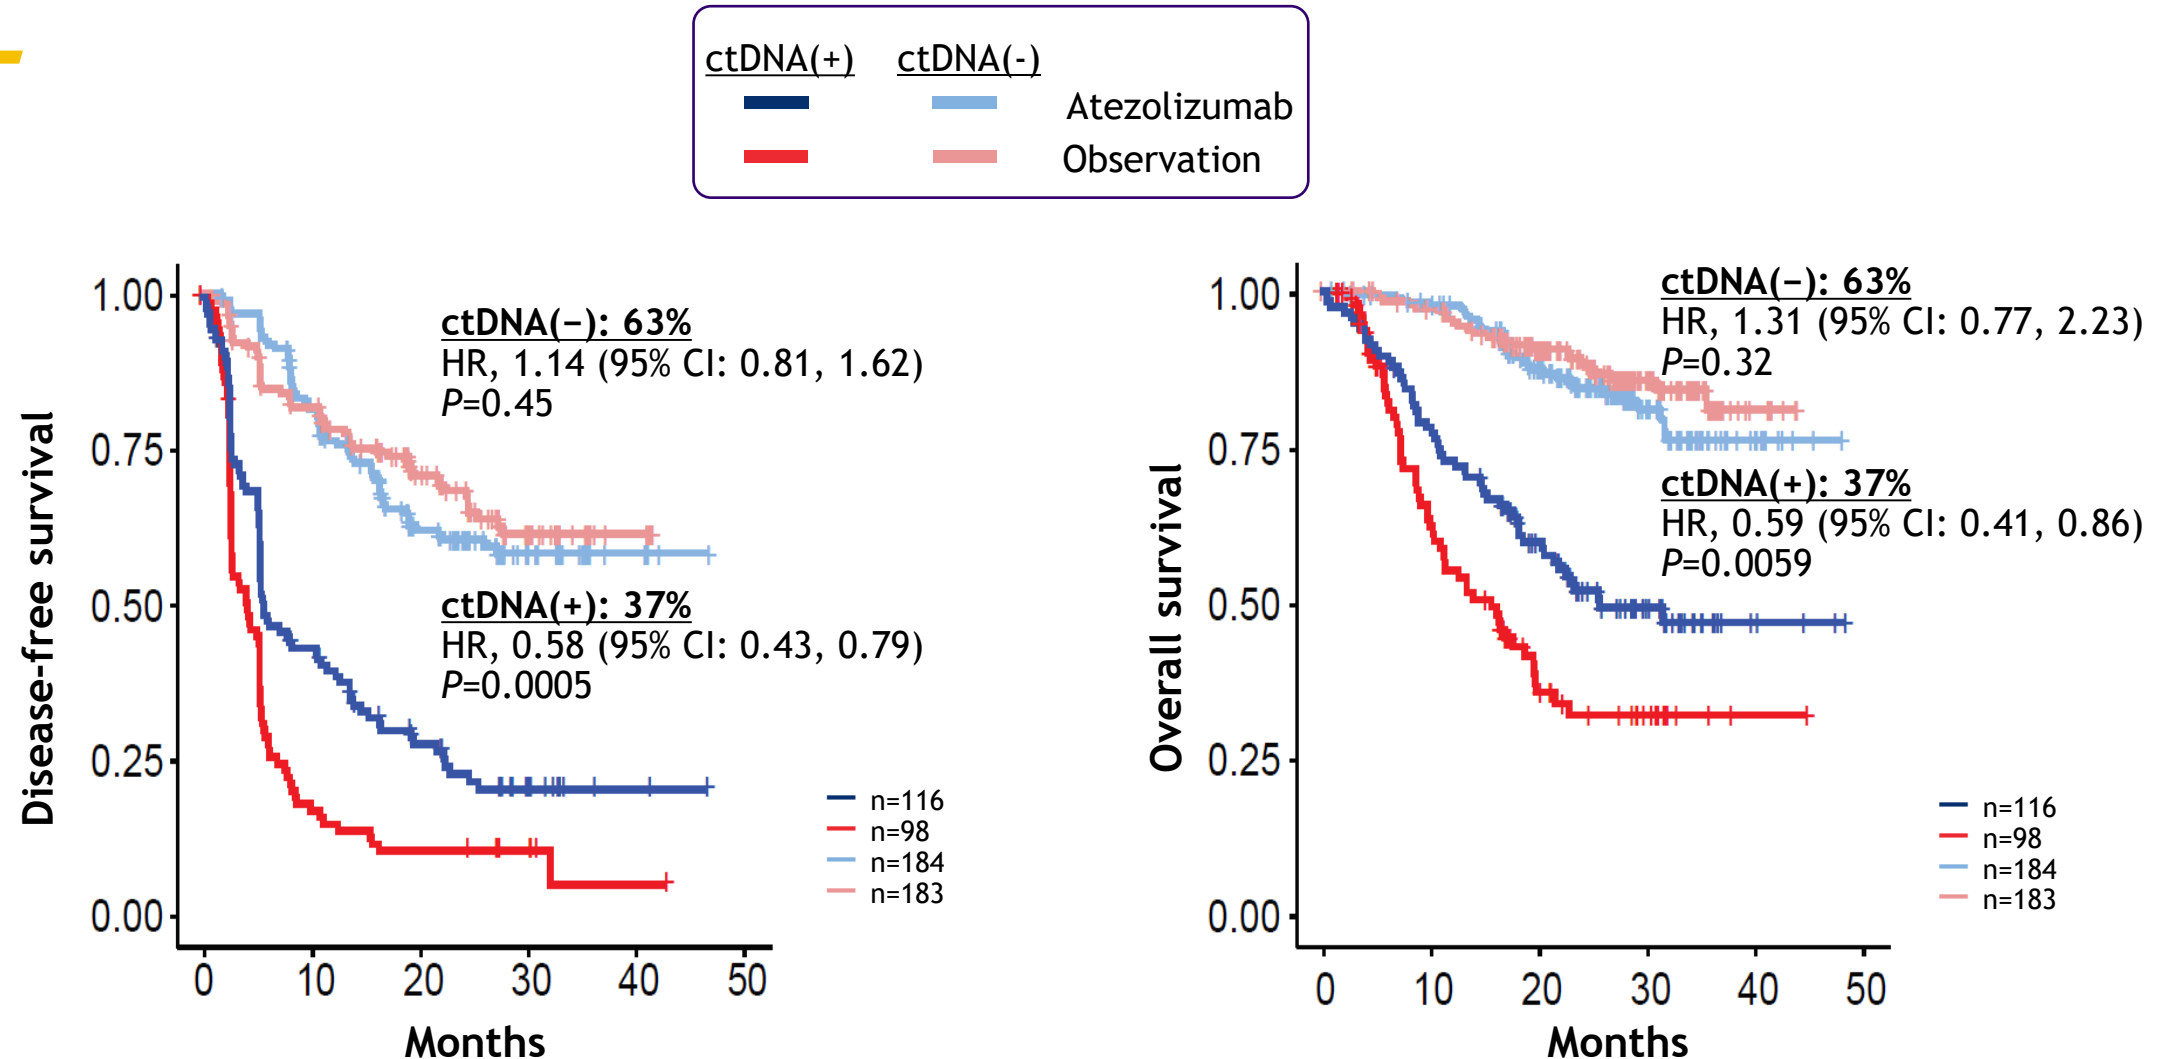 ctDNA(+) ctDNA(-)
Atezolizumab
Observation
Disease-free survival
1.00
0.75
0.50
0.25
0.00
ctDNA(−): 63%
HR, 1.14 (95% CI: 0.81, 1.62)
P=0.45
ctDNA(+): 37%
HR, 0.58 (95% CI: 0.43, 0.79)
P=0.0005
n=116
n=98
n=184
n=183
0 10 20 30 40 50
Months
Overall survival
1.00
0.75
0.50
0.25
0.00
ctDNA(−): 63%
HR, 1.31 (95% CI: 0.77, 2.23)
P=0.32
ctDNA(+): 37%
HR, 0.59 (95% CI: 0.41, 0.86)
P=0.0059
n=116
n=98
n=184
n=183
0 10 20 30 40 50
Months